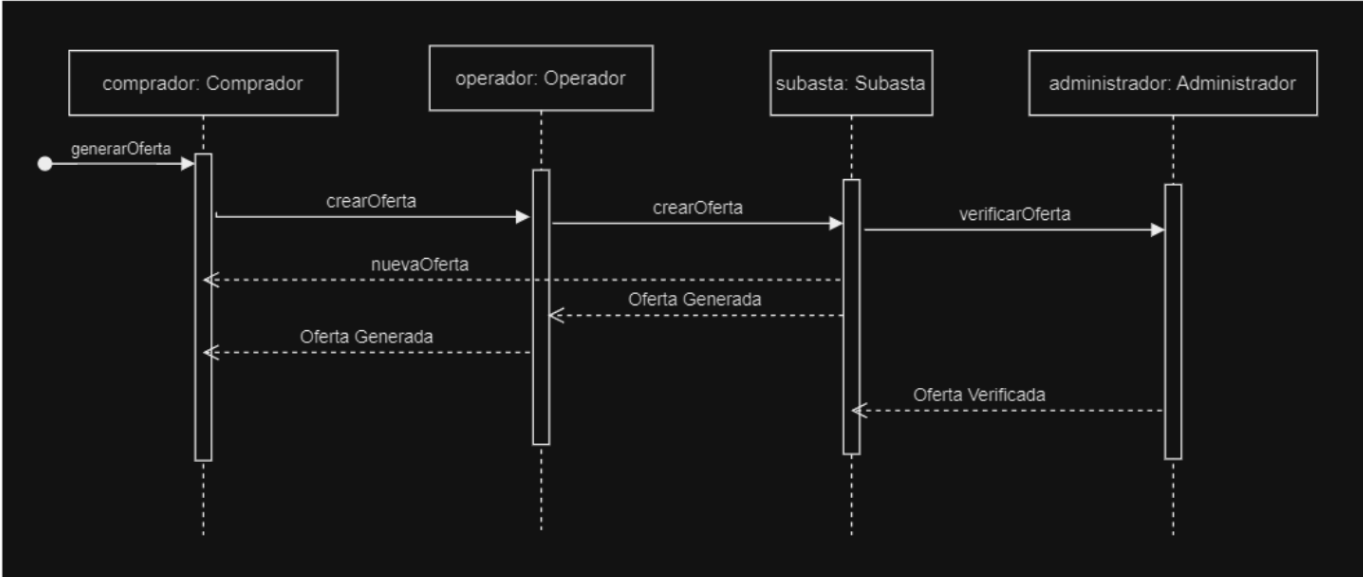 comprador: Comprador
operador: Operador
subasta: Subasta
administrador: Administrador
generarOferta
crearOferta
crearOferta
verificarOferta
nuevaOferta
Oferta Generada
Oferta Generada
Oferta Verificada